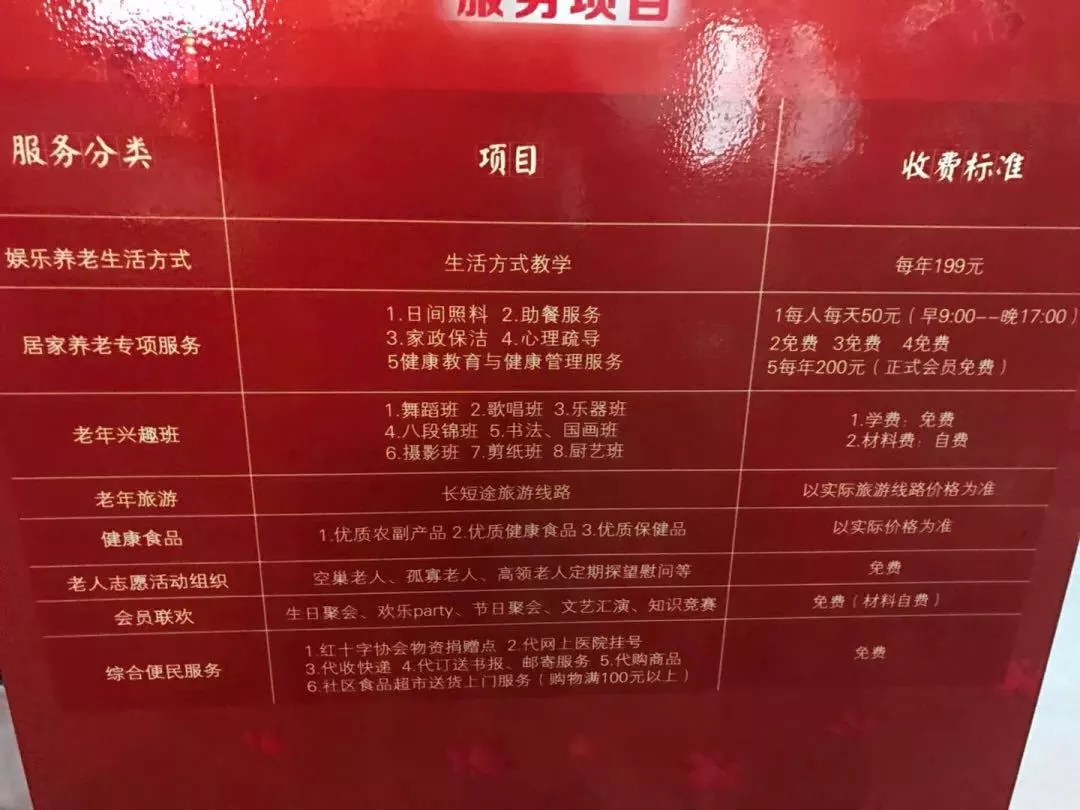 服务项目
服务分类 项目 收费标准
娱乐养老生活方式 生活方式教学 每年199元
居家养老专项服务
1.日间照料 2.助餐服务
3.家政保洁 4.心理疏导
5健康教育与健康管理服务
1每人每天50元（早9:00--晚17:00）
2免费 3免费 4免费
5每年200元（正式会员免费）
老年兴趣班
1.舞蹈班 2.歌唱班 3.乐器班
4.八段锦班 5.书法、国画班
6.摄影班 7.剪纸班 8.厨艺班
1.学费：免费
2.材料费：自费
老年旅游 长短途旅游线路 以实际旅游线路价格为准
健康食品 1.优质农副产品 2.优质健康食品 3.优质保健品 以实际价格为准
老人志愿活动组织 空巢老人、孤寡老人、高领老人定期探望慰问等 免费
会员联欢 生日聚会、欢乐party、节日聚会、文艺汇演、知识竞赛 免费（材料自费）
综合便民服务
1.红十字协会物资捐赠点 2.代网上医院挂号
3.代收快递 4.代订送书报、邮寄服务 5.代购商品
6.社区食品超市送货上门服务（购物满100元以上）
免费